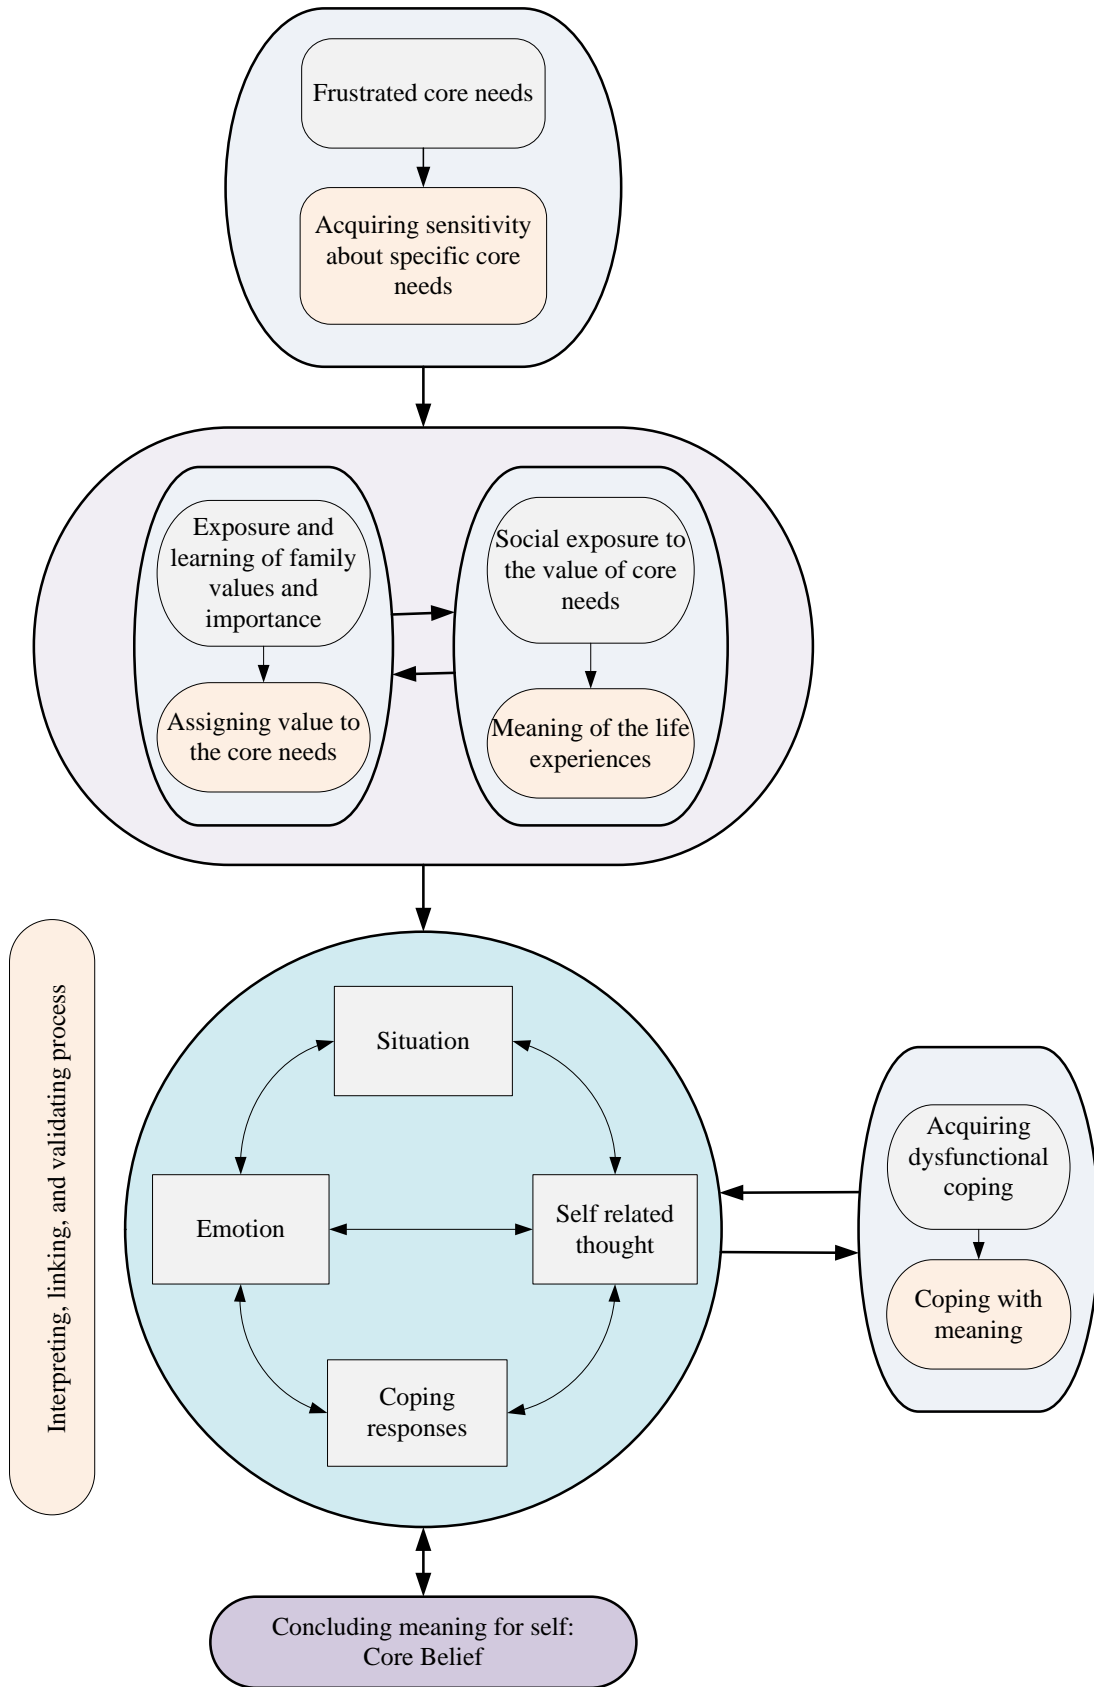 Frustrated core needs
Acquiring sensitivity
about specific core
needs
Exposure and
learning of family
values and
importance
Assigning value to
the core needs
Social exposure to
the value of core
needs
Meaning of the life
experiences
Interpreting, linking, and validating process
Situation
Emotion
Self related
thought
Coping
responses
Acquiring
dysfunctional
coping
Coping with
meaning
Concluding meaning for self:
Core Belief